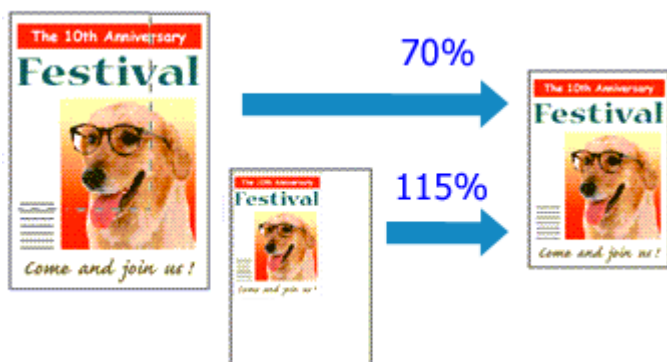 The 10th Anniversary
Festival
Come and join us !
70%
The 10th Anniversary
Festival
Come and join us !
115%
The 10th Anniversary
Festival
Come and join us !